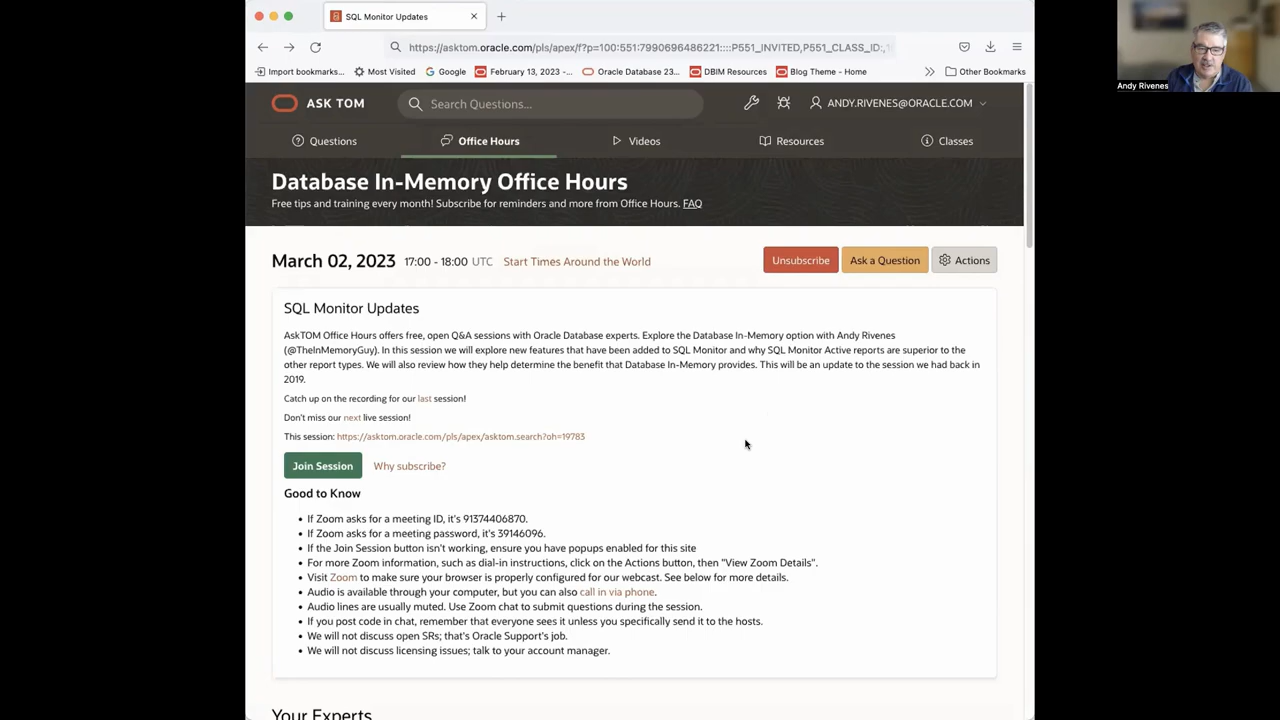 SQL Monitor Updates
https://asktom.oracle.com/pls/apex/f?p=100:551:7990696486221::::P551_INVITED,P551_CLASS_ID:,
Import bookmarks... Most Visited Google February 13, 2023 -... Oracle Database 23... DBIM Resources Blog Theme - Home Other Bookmarks
Andy Rivenes
ASK TOM Search Questions... ANDY.RIVENES@ORACLE.COM
Questions Office Hours Videos Resources Classes
Database In-Memory Office Hours
Free tips and training every month! Subscribe for reminders and more from Office Hours. FAQ
March 02, 2023 17:00 - 18:00 UTC Start Times Around the World Unsubscribe Ask a Question Actions
SQL Monitor Updates
AskTOM Office Hours offers free, open Q&A sessions with Oracle Database experts. Explore the Database In-Memory option with Andy Rivenes
(@TheInMemoryGuy). In this session we will explore new features that have been added to SQL Monitor and why SQL Monitor Active reports are superior to the
other report types. We will also review how they help determine the benefit that Database In-Memory provides. This will be an update to the session we had back in
2019.
Catch up on the recording for our last session!
Don't miss our next live session!
This session: https://asktom.oracle.com/pls/apex/asktom.search?oh=19783
Join Session Why subscribe?
Good to Know
• If Zoom asks for a meeting ID, it's 91374406870.
• If Zoom asks for a meeting password, it's 39146096.
• If the Join Session button isn't working, ensure you have popups enabled for this site
• For more Zoom information, such as dial-in instructions, click on the Actions button, then "View Zoom Details".
• Visit Zoom to make sure your browser is properly configured for our webcast. See below for more details.
• Audio is available through your computer, but you can also call in via phone.
• Audio lines are usually muted. Use Zoom chat to submit questions during the session.
• If you post code in chat, remember that everyone sees it unless you specifically send it to the hosts.
• We will not discuss open SRs; that's Oracle Support's job.
• We will not discuss licensing issues; talk to your account manager.
Your Experts